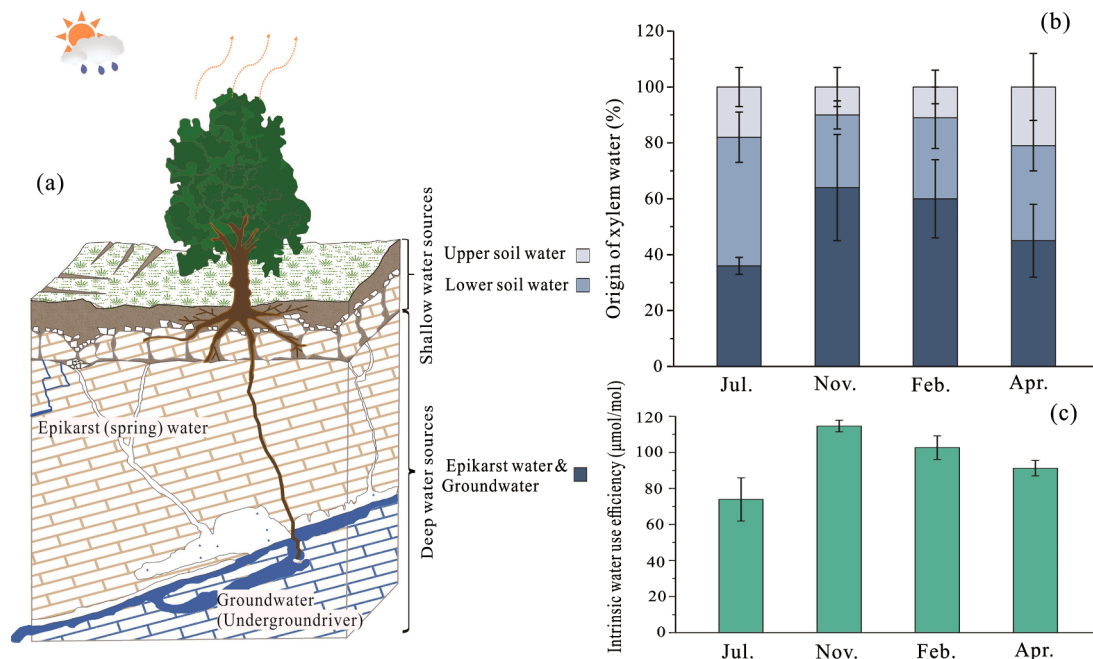 (a)
Shallow water sources
Upper soil water
Lower soil water
Epikarst (spring) water
Deep water sources
Epikarst water &
Groundwater
Groundwater
(Undergroundriver)
(b)
Origin of xylem water (%)
120
100
80
60
40
20
0
Jul. Nov. Feb. Apr.
(c)
Intrinsic water use efficiency (μmol/mol)
120
100
80
60
40
20
0
Jul. Nov. Feb. Apr.